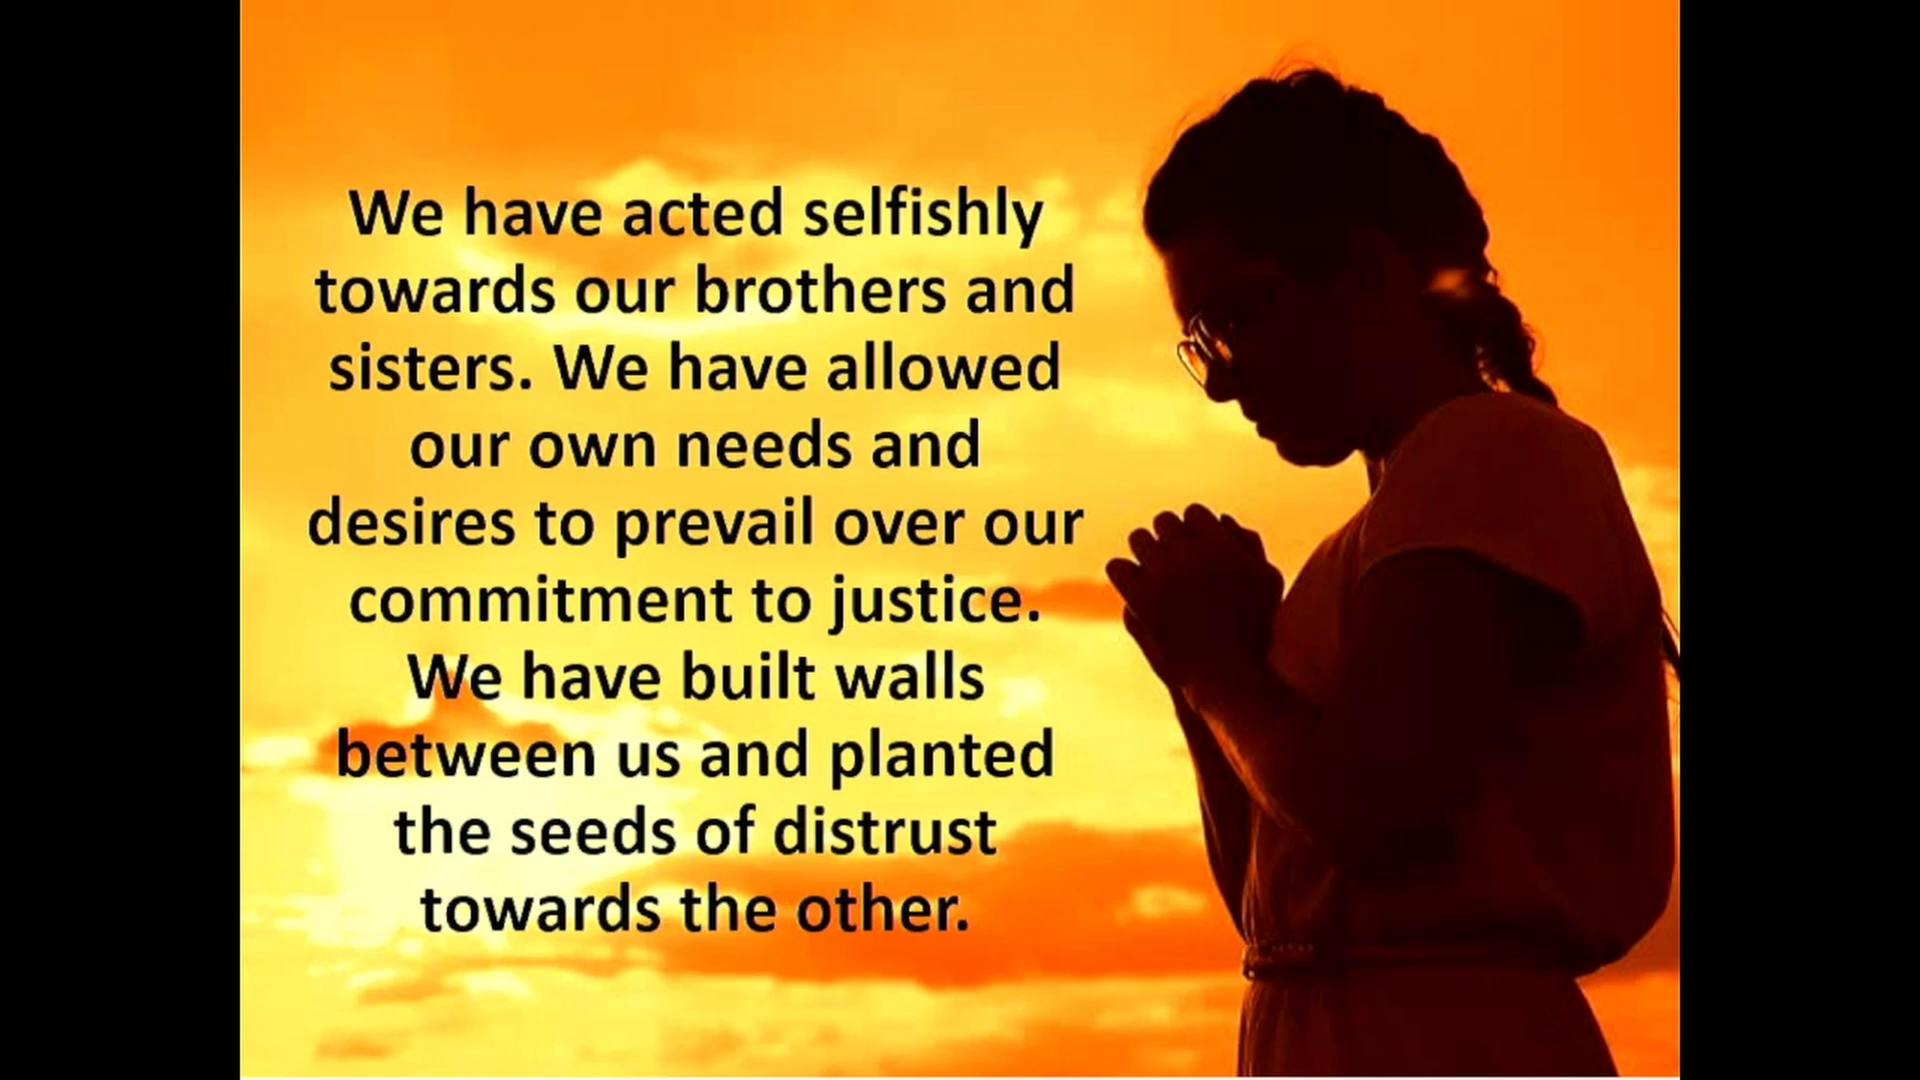 We have acted selfishly
towards our brothers and
sisters. We have allowed
our own needs and
desires to prevail over our
commitment to justice.
We have built walls
between us and planted
the seeds of distrust
towards the other.